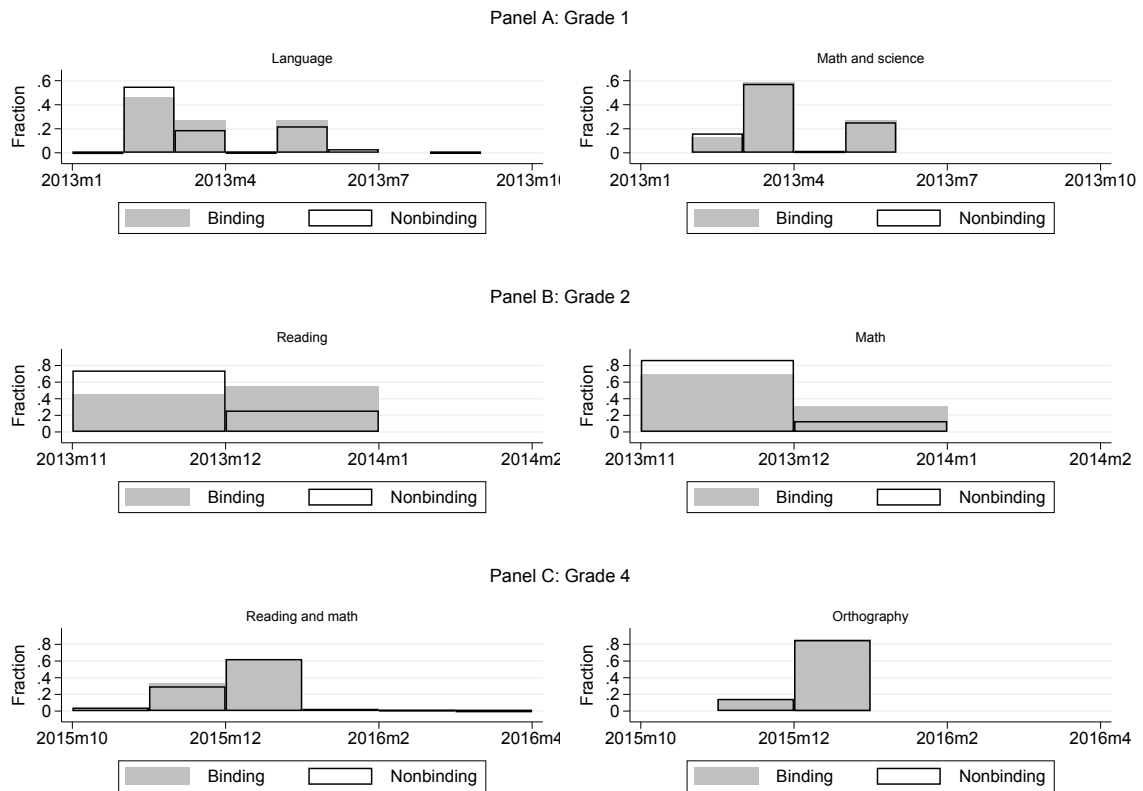 Panel A: Grade 1
Language
Fraction
.6
.4
.2
0
2013m1 2013m4 2013m7 2013m10
Binding Nonbinding
Math and science
Fraction
.6
.4
.2
0
2013m1 2013m4 2013m7 2013m10
Binding Nonbinding
Panel B: Grade 2
Reading
Fraction
.8
.6
.4
.2
0
2013m11 2013m12 2014m1 2014m2
Binding Nonbinding
Math
Fraction
.8
.6
.4
.2
0
2013m11 2013m12 2014m1 2014m2
Binding Nonbinding
Panel C: Grade 4
Reading and math
Fraction
.8
.6
.4
.2
0
2015m10 2015m12 2016m2 2016m4
Binding Nonbinding
Orthography
Fraction
.8
.6
.4
.2
0
2015m10 2015m12 2016m2 2016m4
Binding Nonbinding